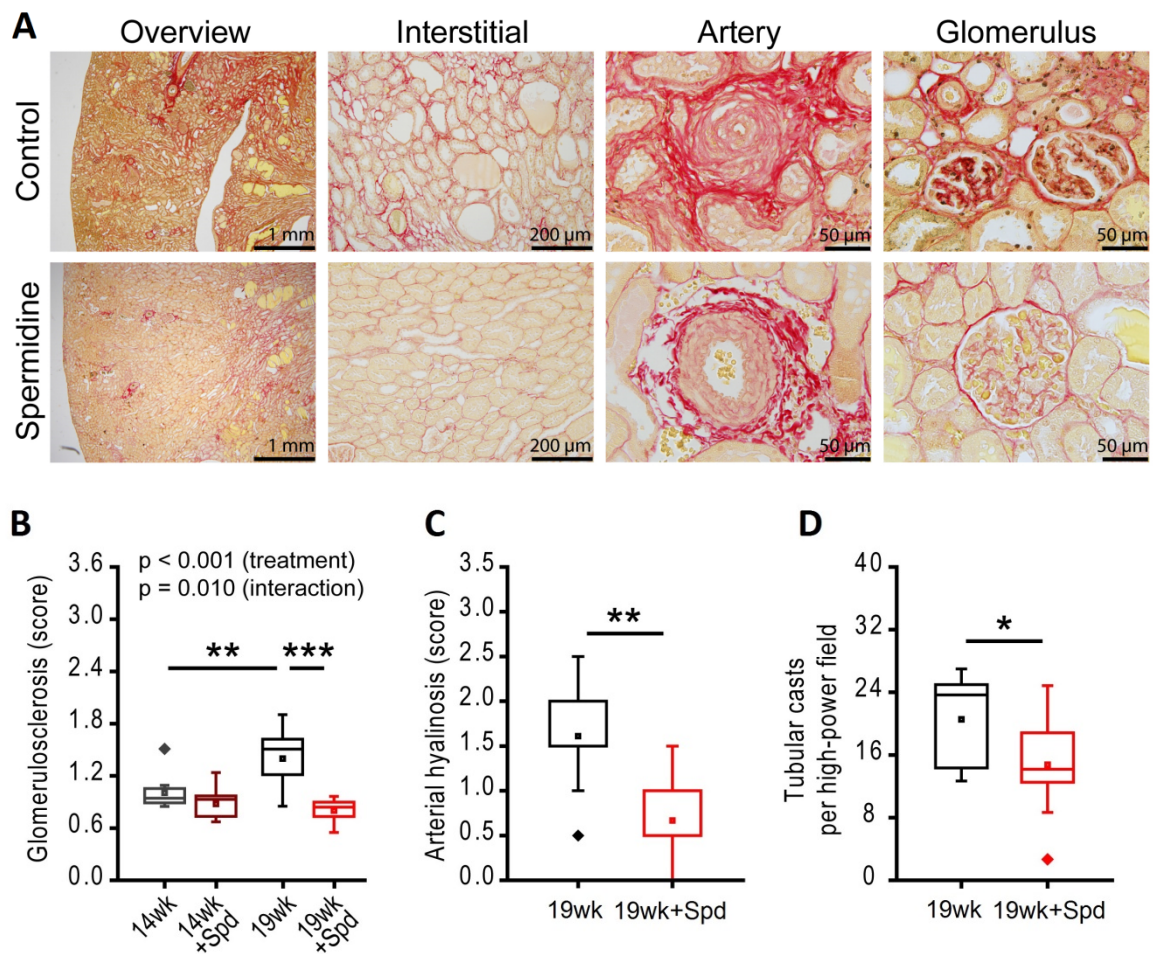 A
Overview
Interstitial
Artery
Glomerulus
Control
1 mm
200 µm
50 µm
50 µm
Spermidine
1 mm
200 µm
50 µm
50 µm
B
p < 0.001 (treatment)
p = 0.010 (interaction)
Glomerulosclerosis (score)
3.6
3.0
2.4
1.8
1.2
0.6
0.0
**
***
14wk
14wk
+Spd
19wk
19wk
+Spd
C
Arterial hyalinosis (score)
3.5
3.0
2.5
2.0
1.5
1.0
0.5
0.0
**
19wk
19wk+Spd
D
Tubular casts
per high-power field
40
32
24
16
8
0
*
19wk
19wk+Spd